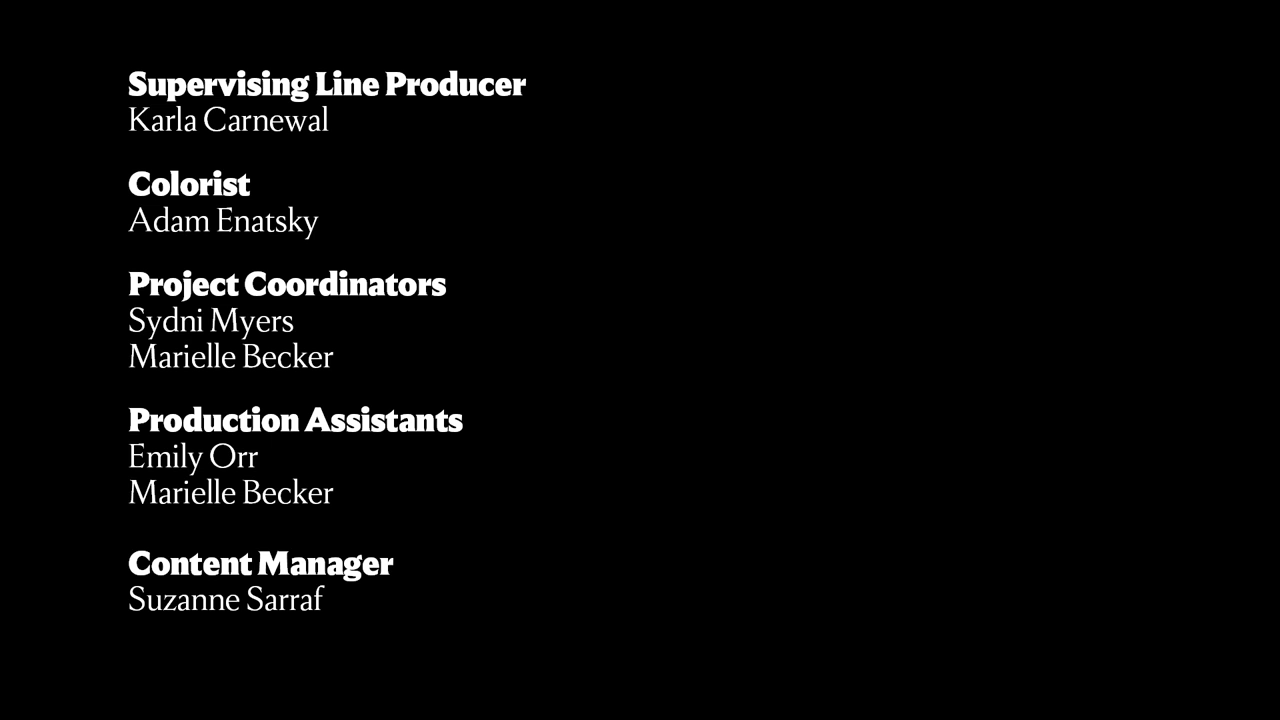 Supervising Line Producer
Karla Carnewal
Colorist
Adam Enatsky
Project Coordinators
Sydni Myers
Marielle Becker
Production Assistants
Emily Orr
Marielle Becker
Content Manager
Suzanne Sarraf